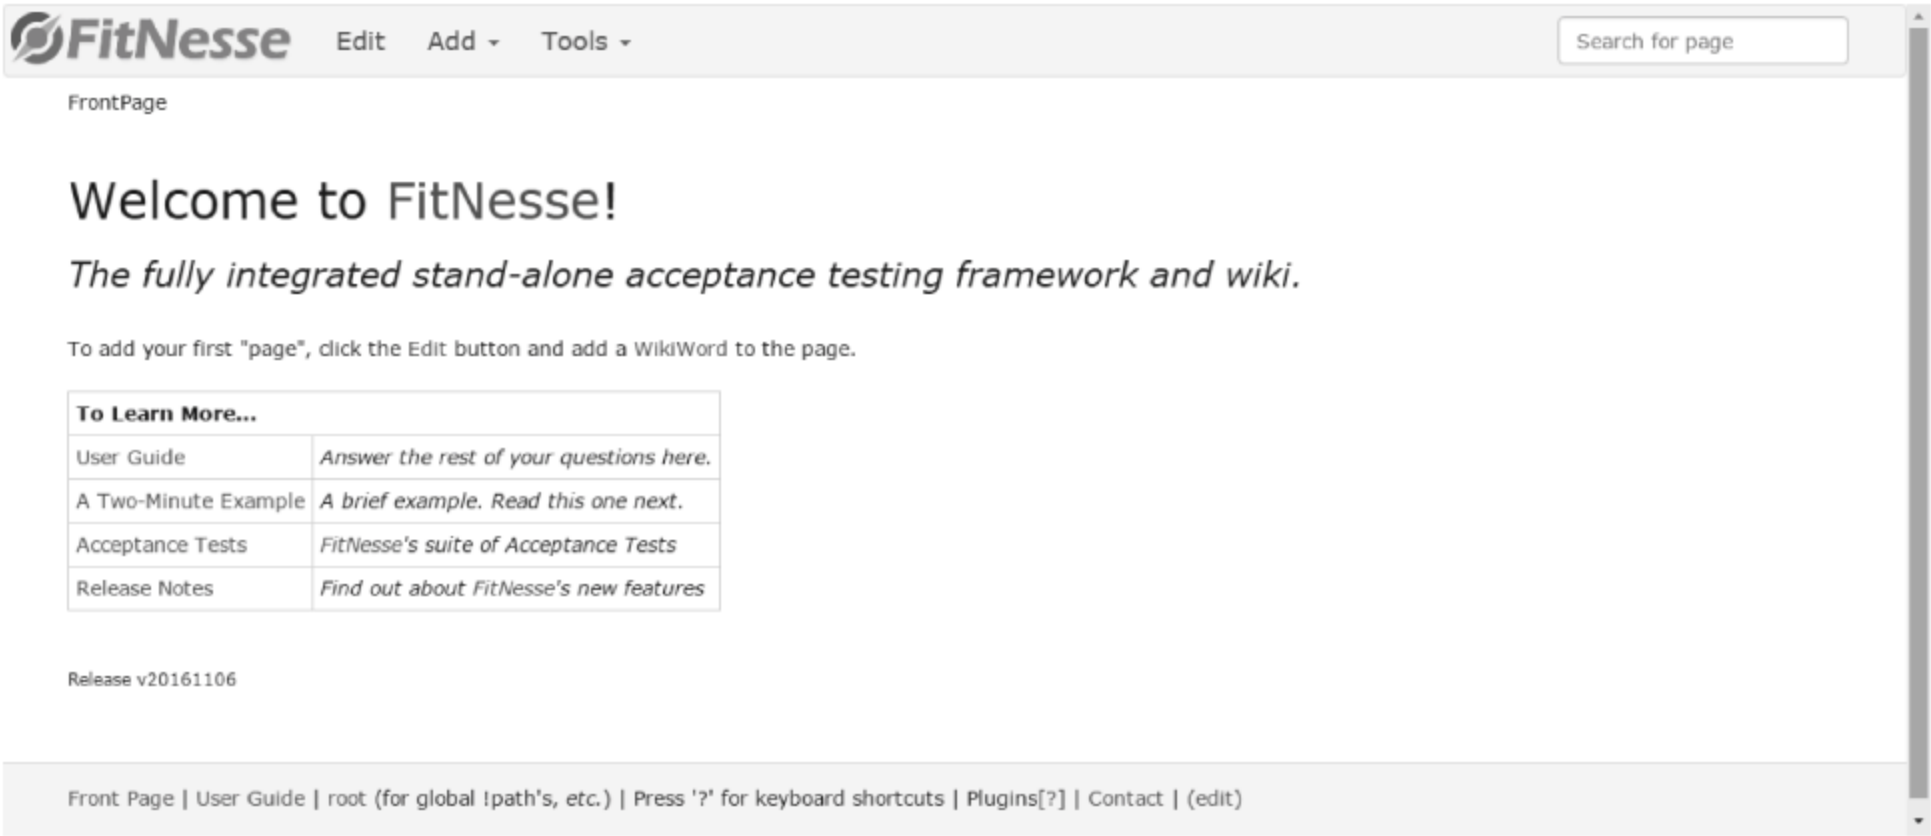 FitNesse Edit Add Tools Search for page
FrontPage
Welcome to FitNesse!
The fully integrated stand-alone acceptance testing framework and wiki.
To add your first "page", click the Edit button and add a WikiWord to the page.
To Learn More...
User Guide Answer the rest of your questions here.
A Two-Minute Example A brief example. Read this one next.
Acceptance Tests FitNesse's suite of Acceptance Tests
Release Notes Find out about FitNesse's new features
Release v20161106
Front Page | User Guide | root (for global !path's, etc.) | Press '?' for keyboard shortcuts | Plugins[?] | Contact | (edit)